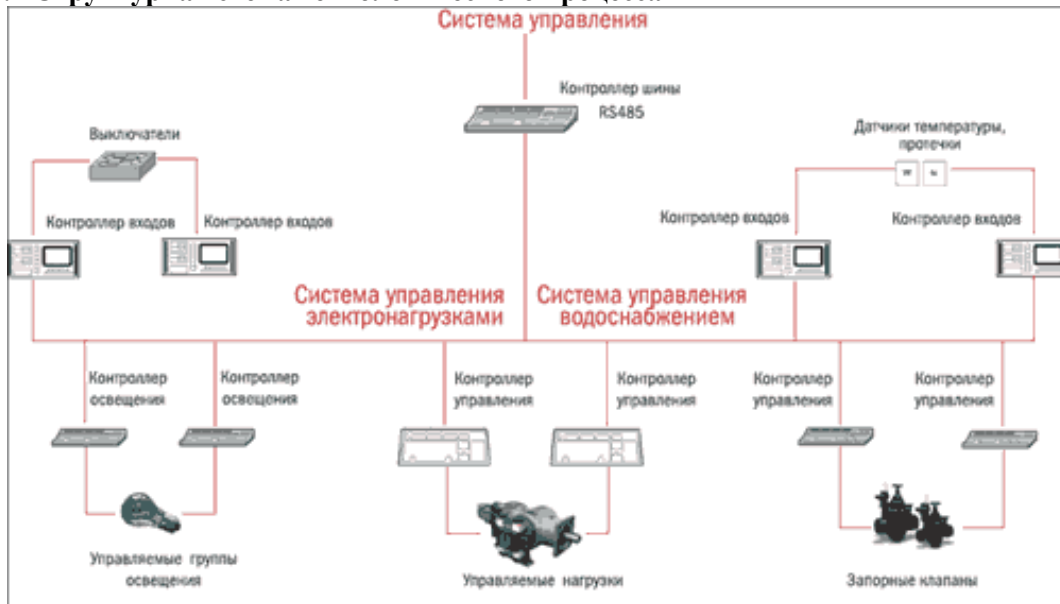 Система управления
Контроллер шины
RS485
Выключатели
Датчики температуры,
протечки
Контроллер входов
Контроллер входов
Контроллер входов
Контроллер входов
Система управления
электронагрузками
Система управления
водоснабжением
Контроллер
освещения
Контроллер
освещения
Контроллер
управления
Контроллер
управления
Контроллер
управления
Контроллер
управления
Управляемые группы
освещения
Управляемые нагрузки
Запорные клапаны